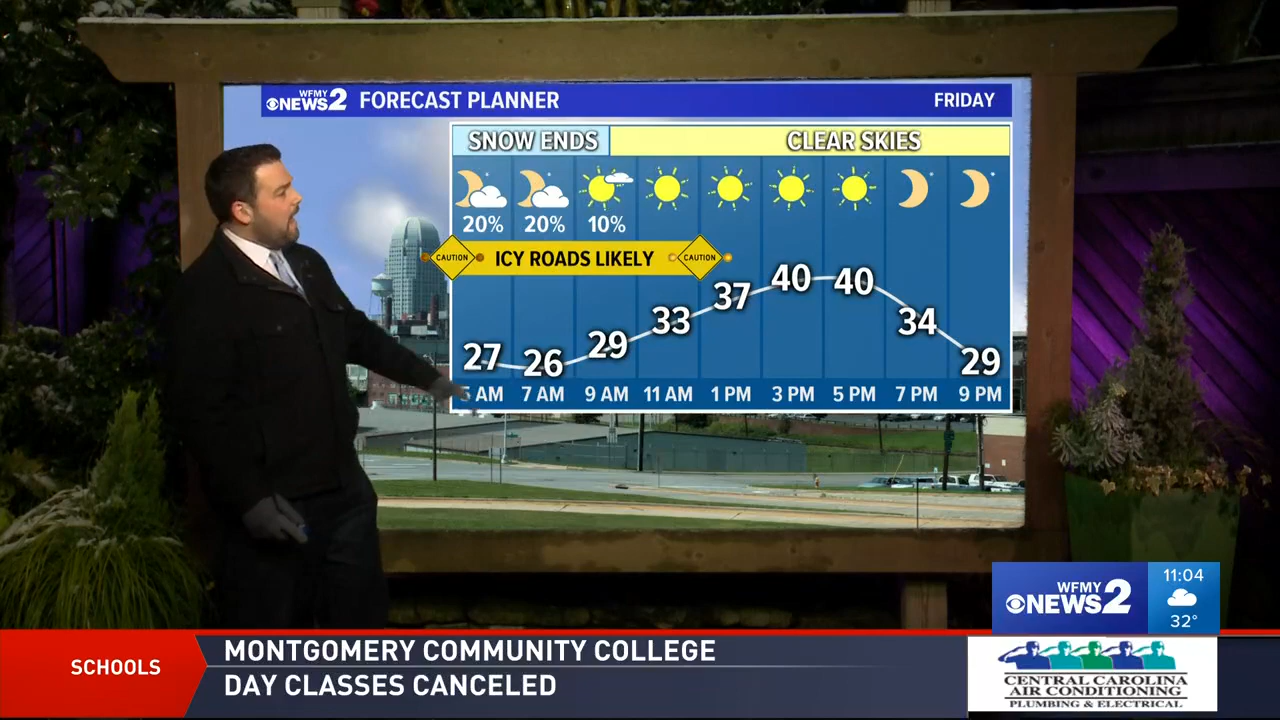 WFMY
NEWS 2 FORECAST PLANNER
FRIDAY
SNOW ENDS
CLEAR SKIES
20% 20% 10%
CAUTION ICY ROADS LIKELY CAUTION
27 26 29 33 37 40 40 34 29
5 AM 7 AM 9 AM 11 AM 1 PM 3 PM 5 PM 7 PM 9 PM
WFMY
NEWS 2
11:04
32°
SCHOOLS
MONTGOMERY COMMUNITY COLLEGE
DAY CLASSES CANCELED
CENTRAL CAROLINA
AIR CONDITIONING
PLUMBING & ELECTRICAL